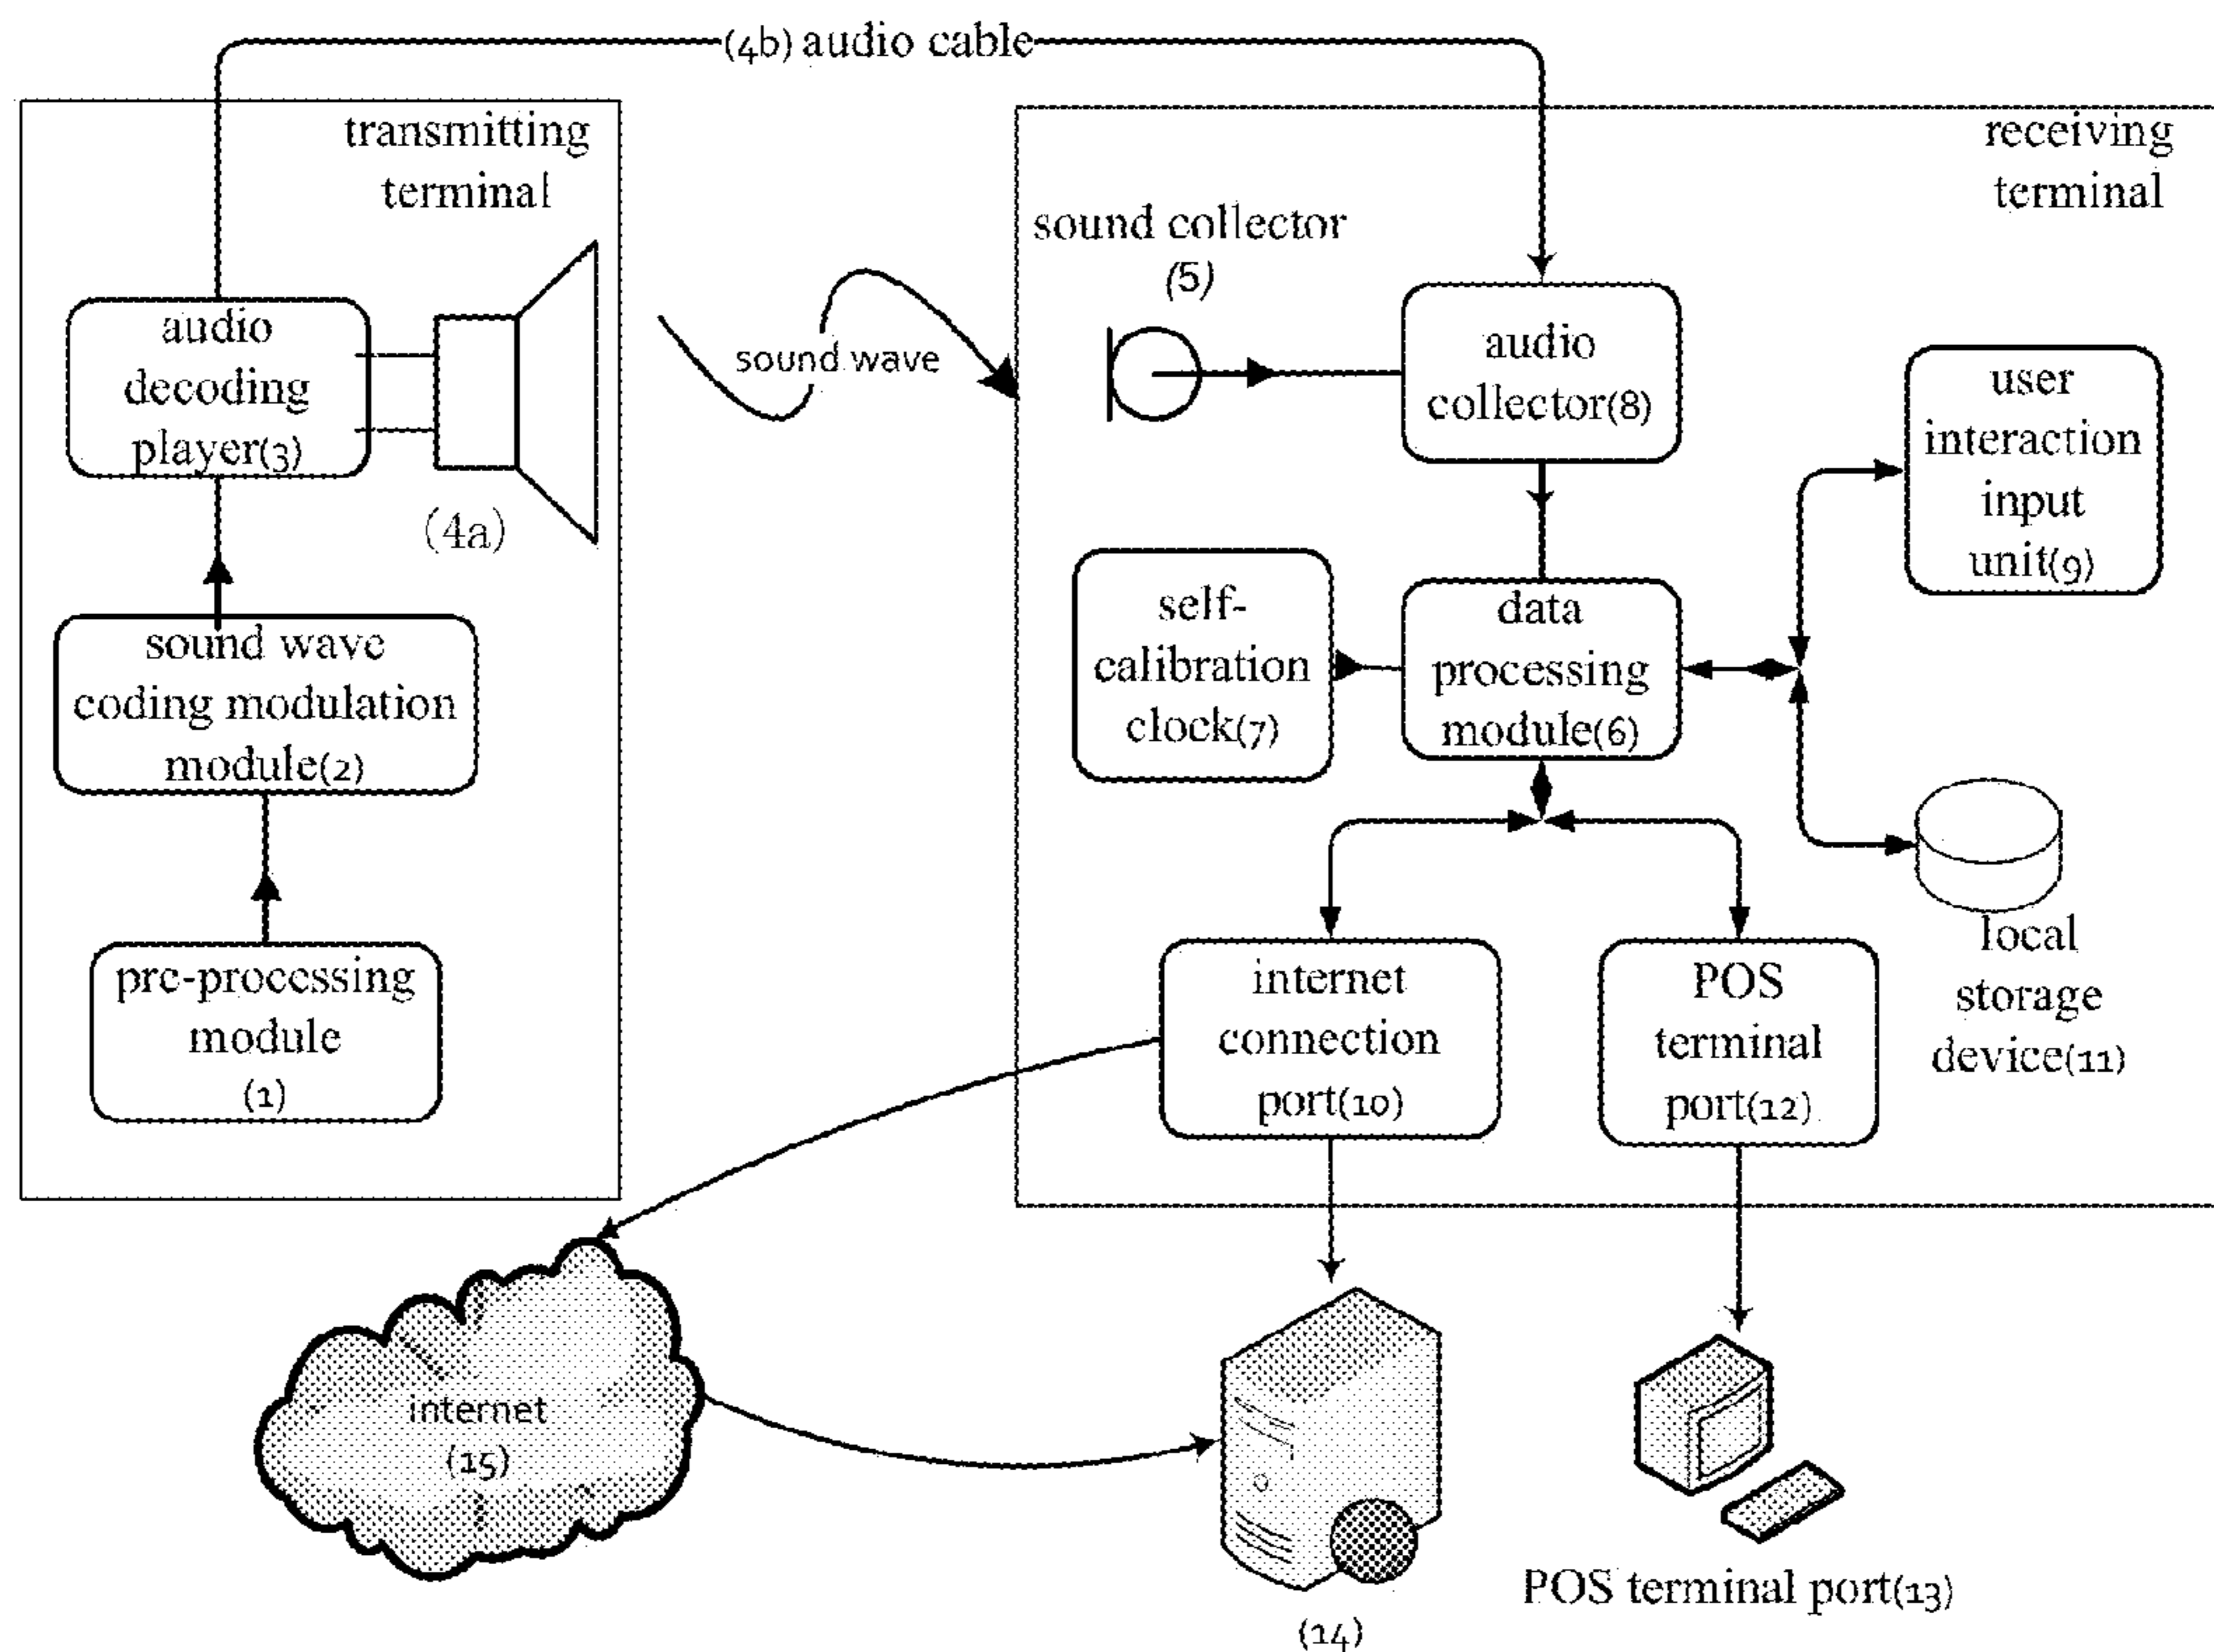 (4b) audio cable
transmitting
terminal
audio
decoding
player(3)
(4a)
sound wave
coding modulation
module(2)
pre-processing
module
(1)
sound wave
receiving
terminal
sound collector
(5)
audio
collector(8)
user
interaction
input
unit(9)
self-
calibration
clock(7)
data
processing
module(6)
local
storage
device(11)
internet
connection
port(10)
POS
terminal
port(12)
internet
(15)
(14)
POS terminal port(13)